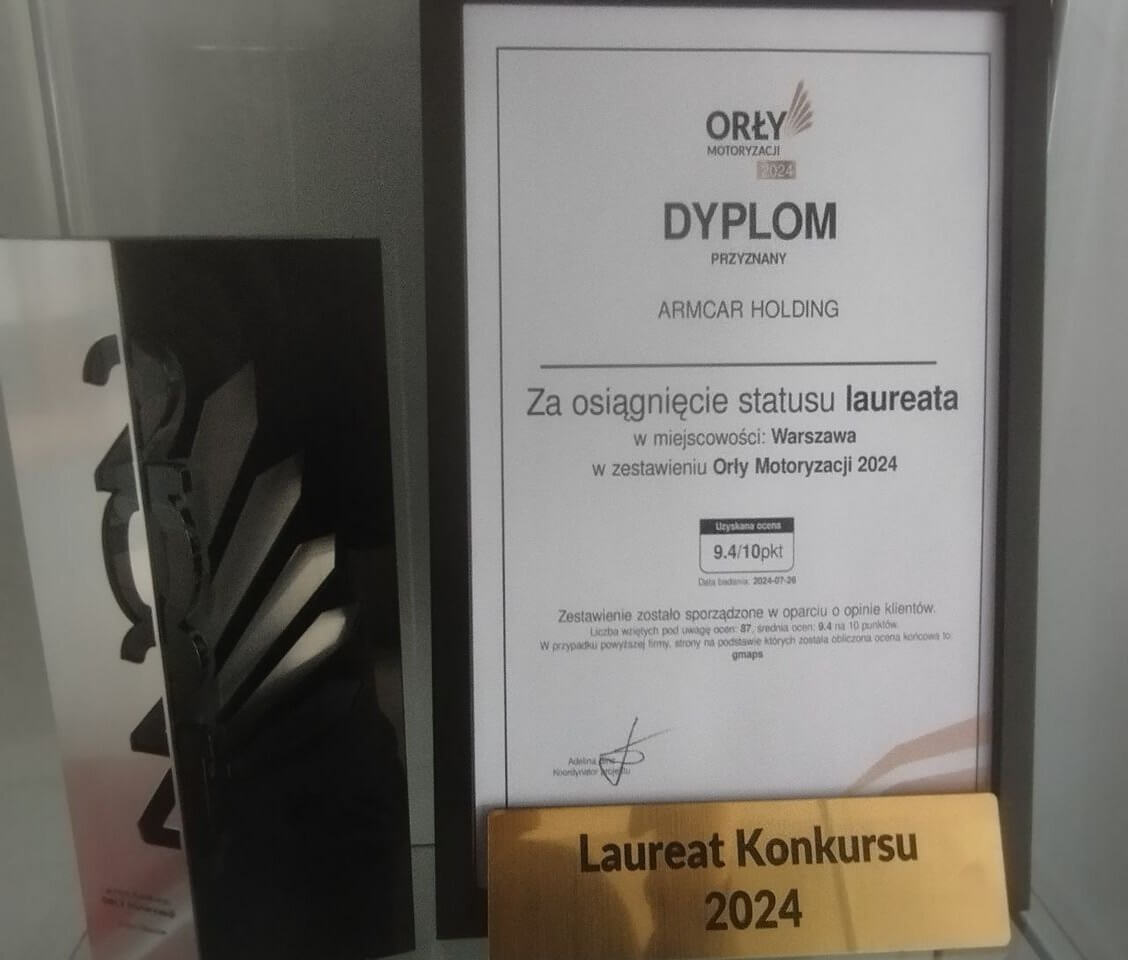 ORŁY
MOTORYZACJI
2024
DYPLOM
PRZYZNANY
ARMCAR HOLDING
Za osiągnięcie statusu laureata
w miejscowości: Warszawa
w zestawieniu Orły Motoryzacji 2024
Uzyskana ocena
9.4/10pkt
Data badania: 2024-07-26
Zestawienie zostało sporządzone w oparciu o opinie klientów.
Liczba wziętych pod uwagę ocen: 87, średnia ocen: 9.4 na 10 punktów.
W przypadku powyższej firmy, strony na podstawie których została obliczona ocena końcowa to:
gmaps
Adelina
Koordynator projektu
Laureat Konkursu
2024
2024